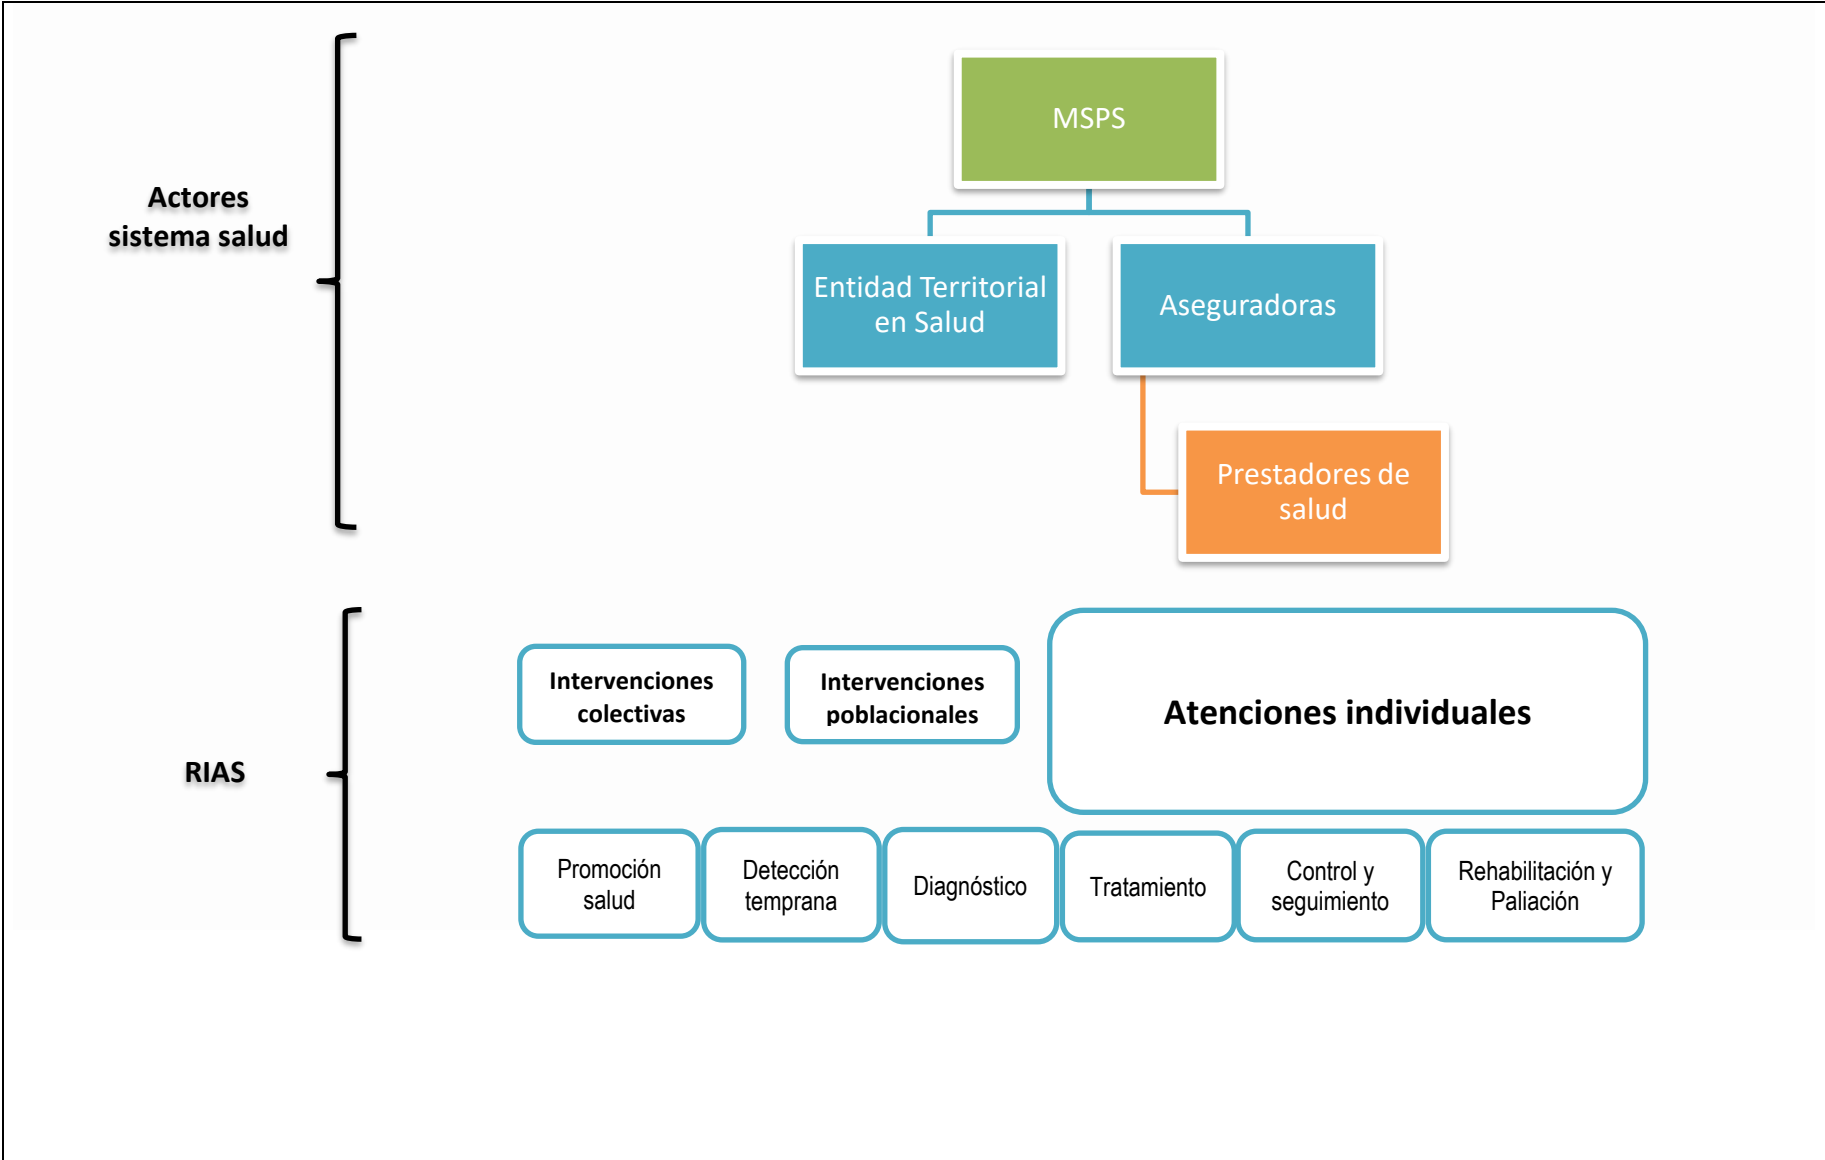 Actores
sistema salud
MSPS
Entidad Territorial
en Salud
Aseguradoras
Prestadores de
salud
RIAS
Intervenciones
colectivas
Intervenciones
poblacionales
Atenciones individuales
Promoción
salud
Detección
temprana
Diagnóstico
Tratamiento
Control y
seguimiento
Rehabilitación y
Paliación